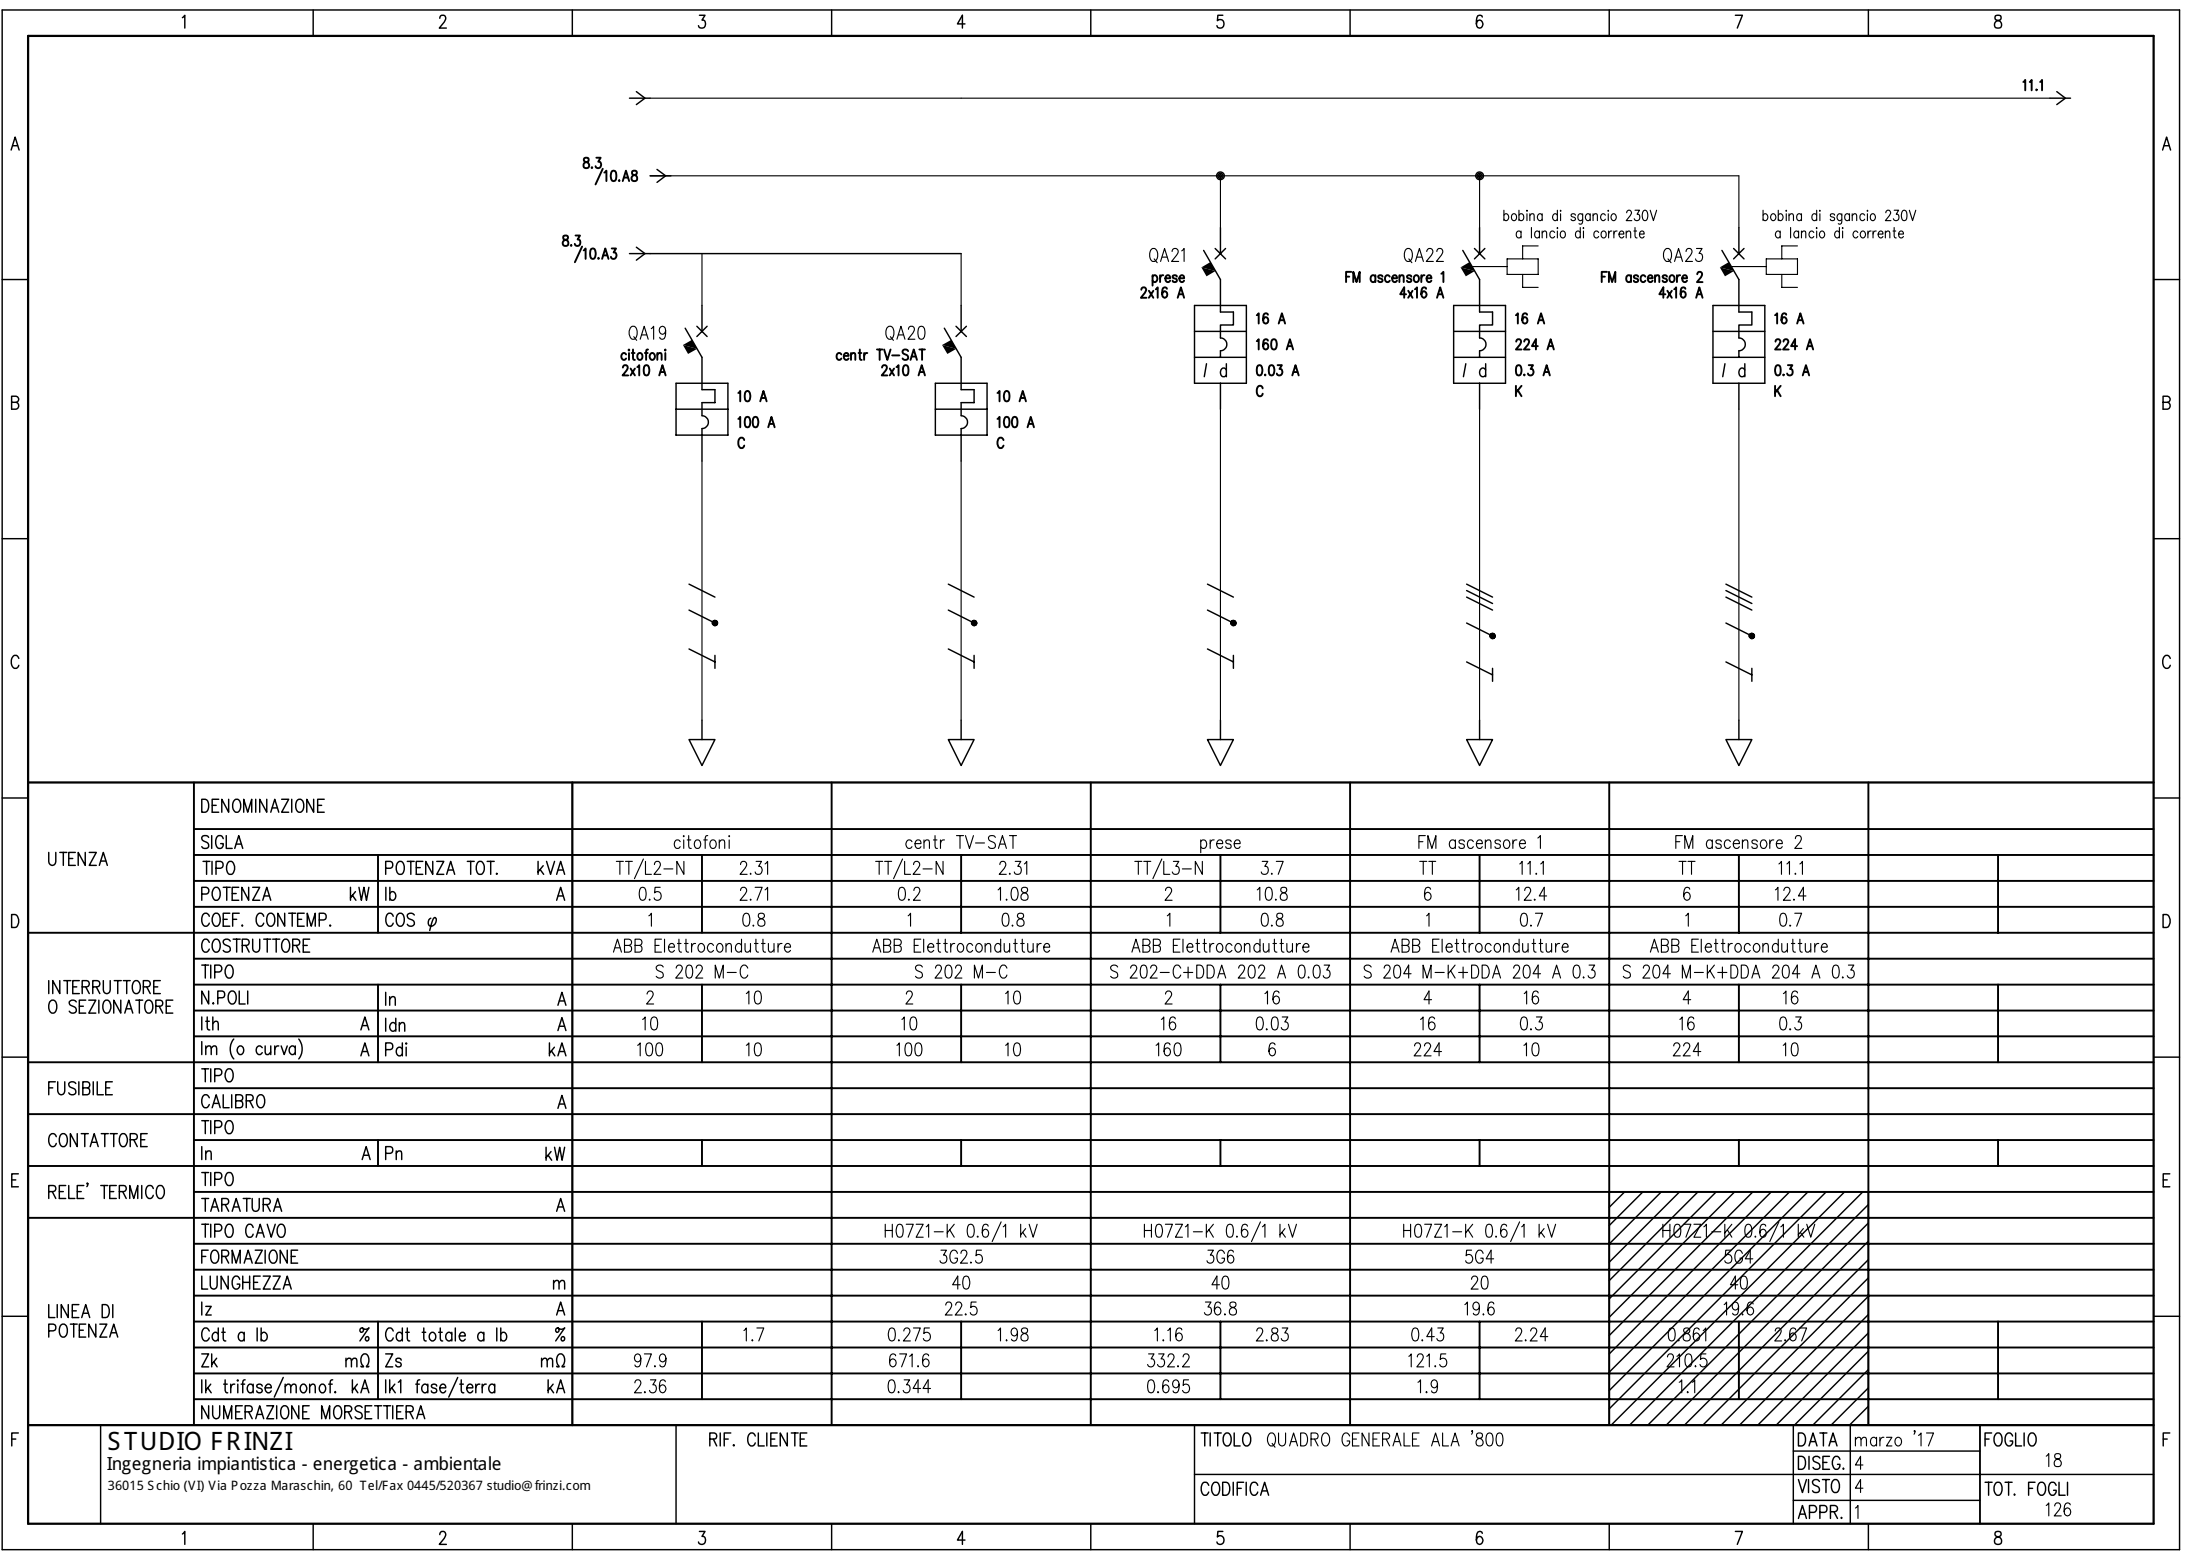 1 2 3 4 5 6 7 8
11.1
A A
8.3
/10.A8
bobina di sgancio 230V
a lancio di corrente
bobina di sgancio 230V
a lancio di corrente
8.3
/10.A3
QA21
prese
2x16 A
QA22
FM ascensore 1
4x16 A
QA23
FM ascensore 2
4x16 A
16 A
160 A
I d 0.03 A
C
16 A
224 A
I d 0.3 A
K
16 A
224 A
I d 0.3 A
K
QA19
citofoni
2x10 A
QA20
centr TV-SAT
2x10 A
10 A
100 A
C
10 A
100 A
C
B B
C C
UTENZA
DENOMINAZIONE
SIGLA citofoni centr TV-SAT prese FM ascensore 1 FM ascensore 2
TIPO POTENZA TOT. kVA TT/L2-N 2.31 TT/L2-N 2.31 TT/L3-N 3.7 TT 11.1 TT 11.1
POTENZA kW Ib A 0.5 2.71 0.2 1.08 2 10.8 6 12.4 6 12.4
COEF. CONTEMP. COS φ 1 0.8 1 0.8 1 0.8 1 0.7 1 0.7
D D
INTERRUTTORE
O SEZIONATORE
COSTRUTTORE ABB Elettrocondutture ABB Elettrocondutture ABB Elettrocondutture ABB Elettrocondutture ABB Elettrocondutture
TIPO S 202 M-C S 202 M-C S 202-C+DDA 202 A 0.03 S 204 M-K+DDA 204 A 0.3 S 204 M-K+DDA 204 A 0.3
N.POLI In A 2 10 2 10 2 16 4 16 4 16
Ith A Idn A 10 10 16 0.03 16 0.3 16 0.3
Im (o curva) A Pdi kA 100 10 100 10 160 6 224 10 224 10
FUSIBILE
TIPO
CALIBRO A
CONTATTORE
TIPO
In A Pn kW
E E
RELE' TERMICO
TIPO
TARATURA A
LINEA DI
POTENZA
TIPO CAVO H07Z1-K 0.6/1 kV H07Z1-K 0.6/1 kV H07Z1-K 0.6/1 kV H07Z1-K 0.6/1 kV
FORMAZIONE 3G2.5 3G6 5G4 5G4
LUNGHEZZA m 40 40 20 40
Iz A 22.5 36.8 19.6 19.6
Cdt a Ib % Cdt totale a Ib % 1.7 0.275 1.98 1.16 2.83 0.43 2.24 0.861 2.67
Zk mΩ Zs mΩ 97.9 671.6 332.2 121.5 210.5
Ik trifase/monof. kA Ik1 fase/terra kA 2.36 0.344 0.695 1.9 1.1
NUMERAZIONE MORSETTIERA
F F
STUDIO FRINZI
Ingegneria impiantistica - energetica - ambientale
36015 Schio (VI) Via Pozza Maraschin, 60 Tel/Fax 0445/520367 studio@frinzi.com
RIF. CLIENTE
TITOLO QUADRO GENERALE ALA '800
CODIFICA
DATA marzo '17
DISEG. 4
VISTO 4
APPR. 1
FOGLIO
18
TOT. FOGLI
126
1 2 3 4 5 6 7 8